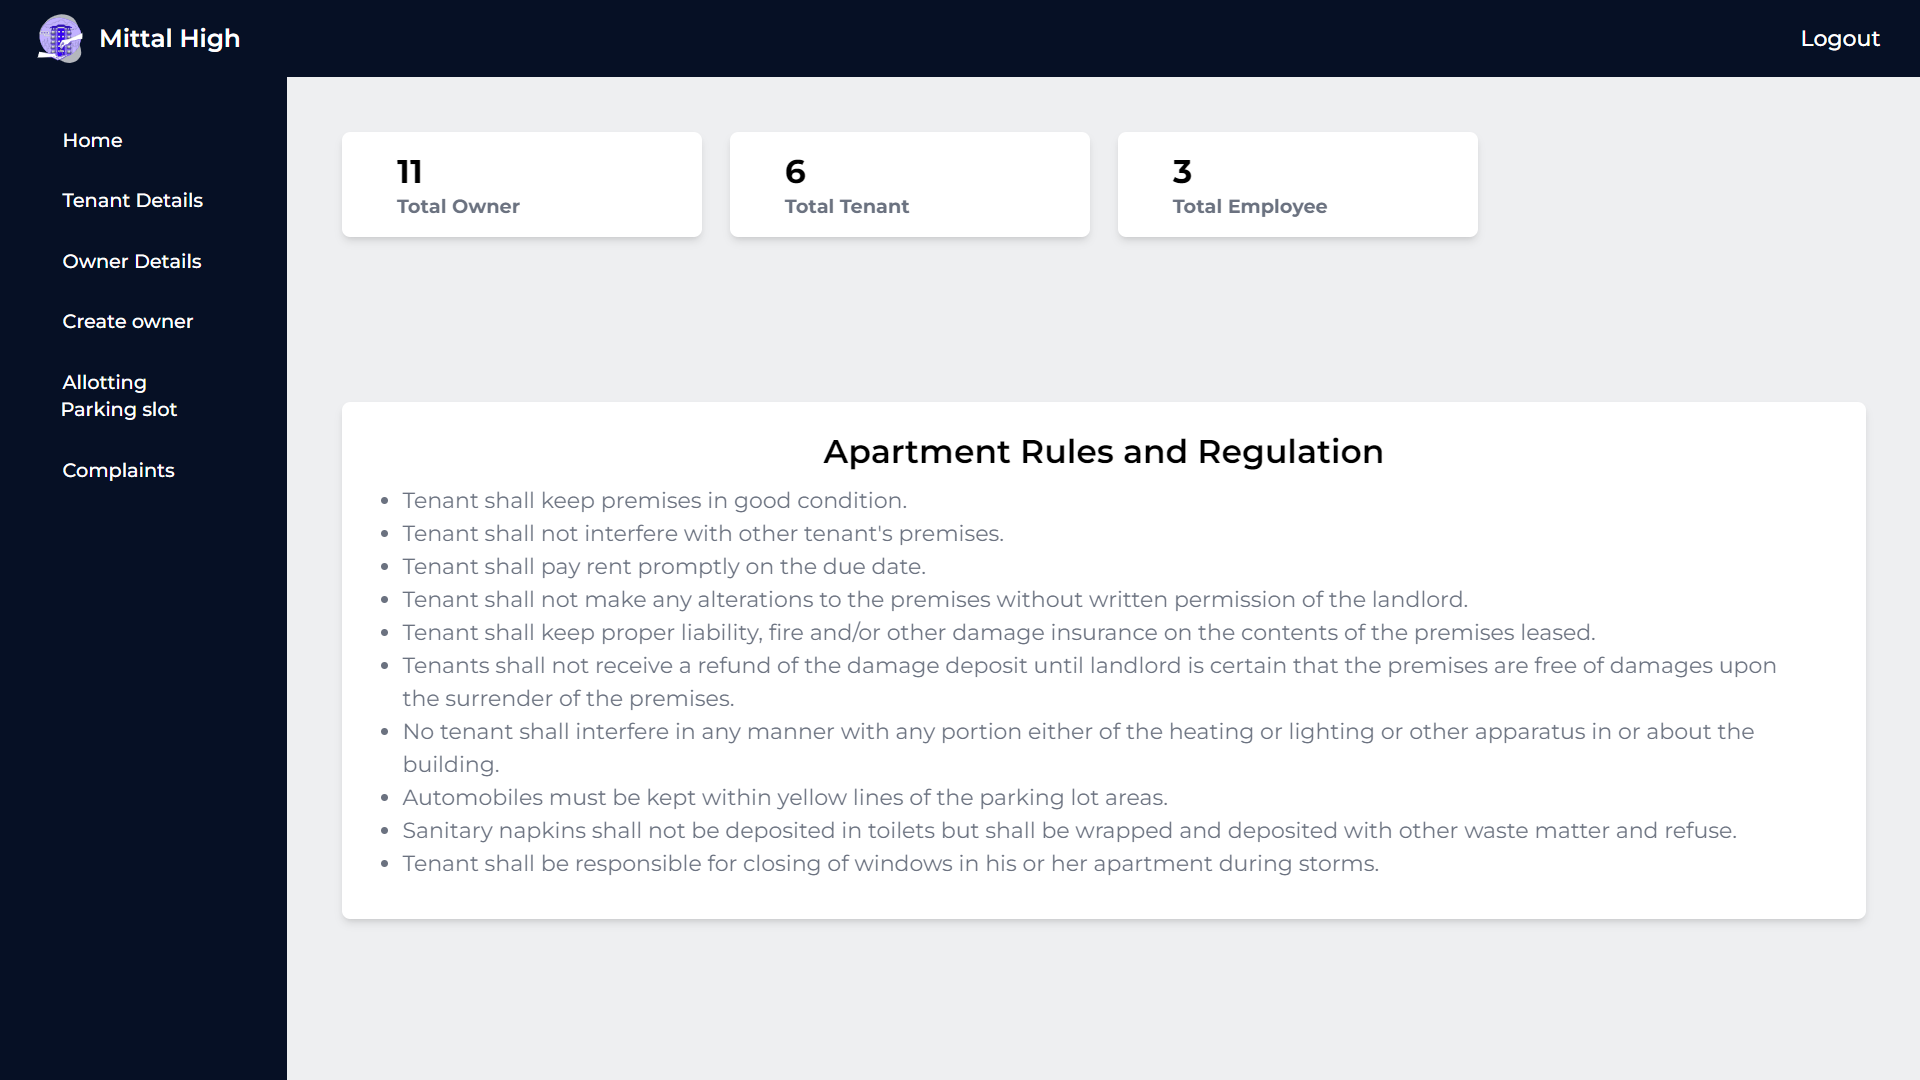 Mittal High
Logout
Home
Tenant Details
Owner Details
Create owner
Allotting
Parking slot
Complaints
11
Total Owner
6
Total Tenant
3
Total Employee
Apartment Rules and Regulation
• Tenant shall keep premises in good condition.
• Tenant shall not interfere with other tenant's premises.
• Tenant shall pay rent promptly on the due date.
• Tenant shall not make any alterations to the premises without written permission of the landlord.
• Tenant shall keep proper liability, fire and/or other damage insurance on the contents of the premises leased.
• Tenants shall not receive a refund of the damage deposit until landlord is certain that the premises are free of damages upon
the surrender of the premises.
• No tenant shall interfere in any manner with any portion either of the heating or lighting or other apparatus in or about the
building.
• Automobiles must be kept within yellow lines of the parking lot areas.
• Sanitary napkins shall not be deposited in toilets but shall be wrapped and deposited with other waste matter and refuse.
• Tenant shall be responsible for closing of windows in his or her apartment during storms.